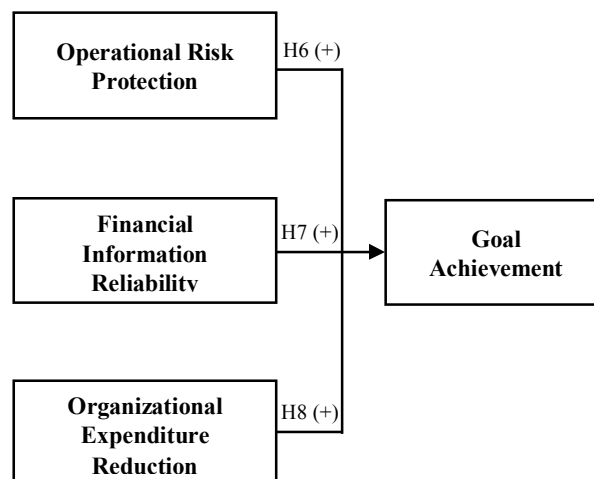 Operational Risk
Protection
H6 (+)
Financial
Information
Reliability
H7 (+)
Goal
Achievement
Organizational
Expenditure
Reduction
H8 (+)